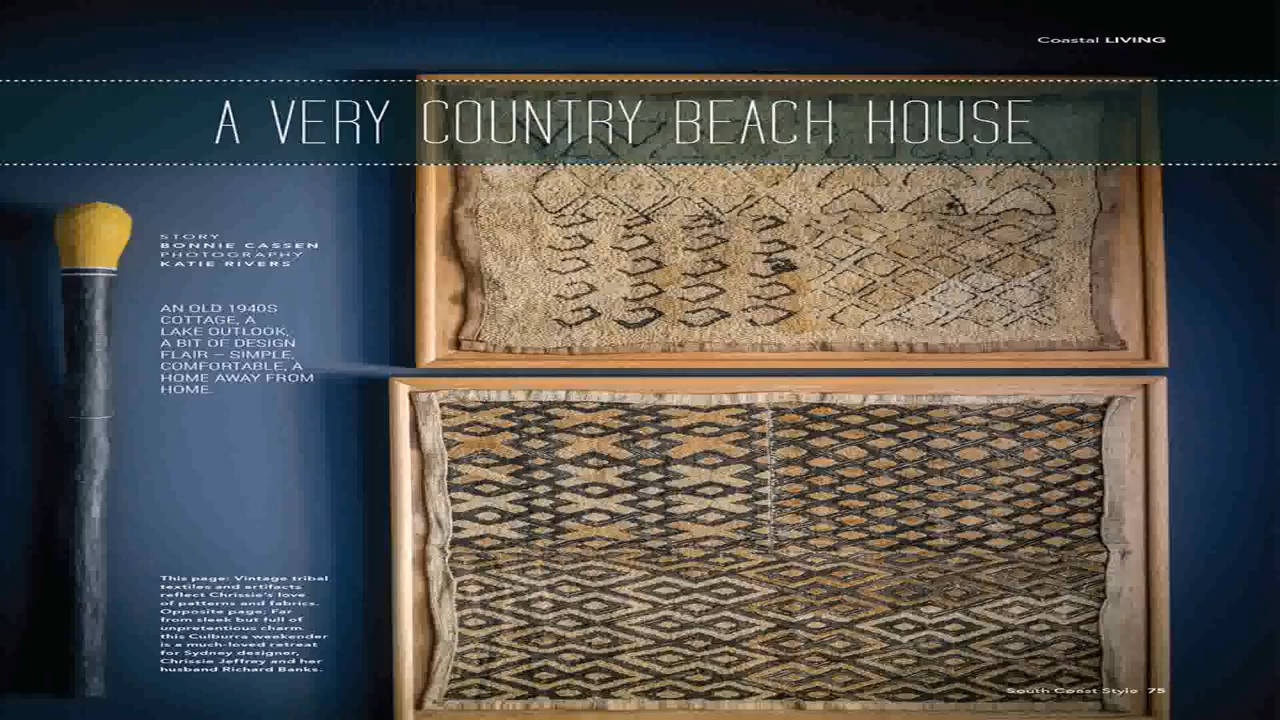 Coastal LIVING
A VERY COUNTRY BEACH HOUSE
STORY
BONNIE CASSEN
PHOTOGRAPHY
KATIE RIVERS
AN OLD 1940S
COTTAGE, A
LAKE OUTLOOK,
A BIT OF DESIGN
FLAIR – SIMPLE,
COMFORTABLE, A
HOME AWAY FROM
HOME.
This page: Vintage tribal
textiles and artifacts
reflect Chrissie's love
of patterns and fabrics.
Opposite page: Far
from sleek but full of
unpretentious charm,
this Culburra weekender
is a much-loved retreat
for Sydney designer,
Chrissie Jeffrey and her
husband Richard Banks.
South Coast Style 75